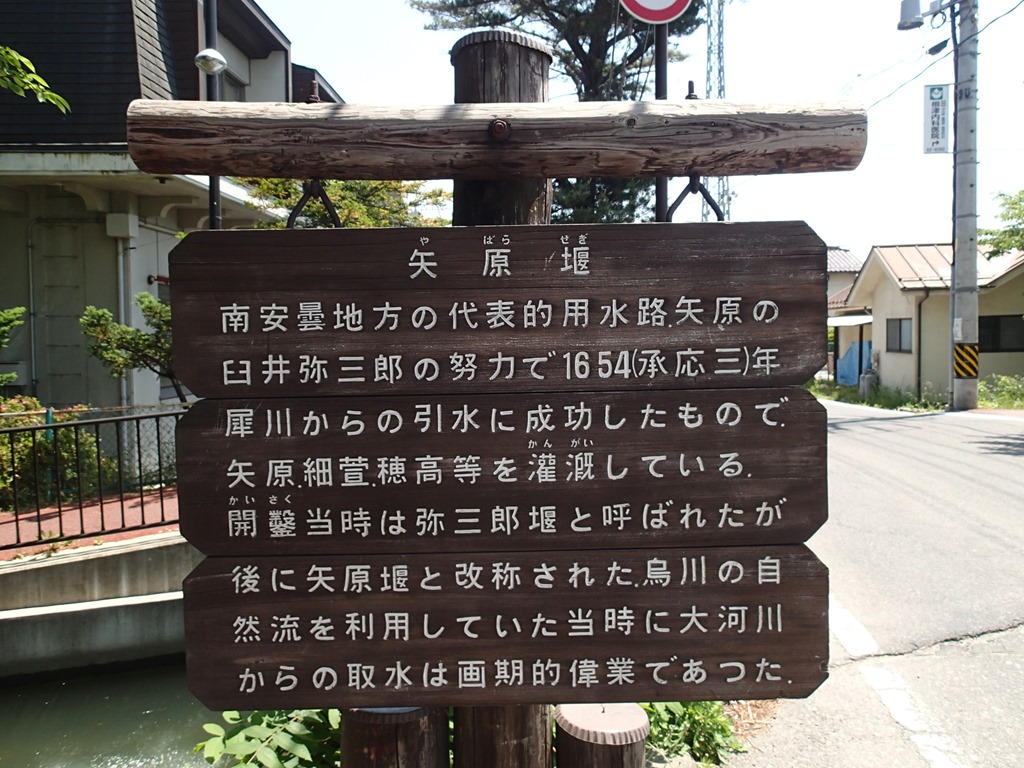 や ばら せぎ
矢原堰
南安曇地方の代表的用水路.矢原の
臼井弥三郎の努力で1654(承応三)年
犀川からの引水に成功したもので.
かん がい
矢原.細萱.穂高等を灌漑している.
かい さく
開鑿当時は弥三郎堰と呼ばれたが
後に矢原堰と改称された.烏川の自
然流を利用していた当時に大河川
からの取水は画期的偉業であつた.
根津内科医院